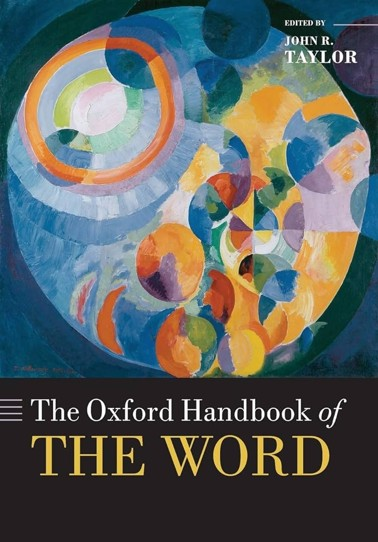 EDITED BY
JOHN R.
TAYLOR
The Oxford Handbook of
THE WORD